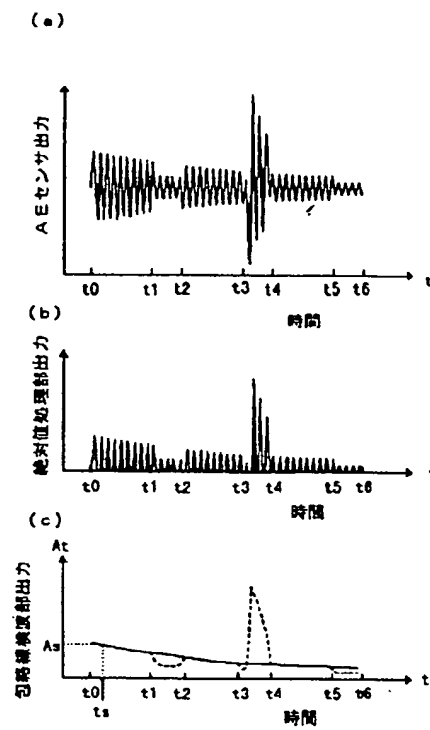 (a)
AEセンサ出力
t0 t1 t2 t3 t4 t5 t6 t
時間
(b)
絶対値処理部出力
t0 t1 t2 t3 t4 t5 t6 t
時間
(c)
At
包絡線検波部出力
As
t0 t1 t2 t3 t4 t5 t6 t
ts
時間